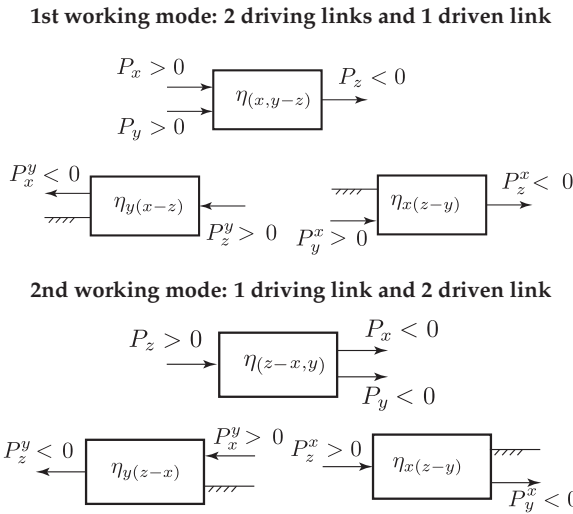 1st working mode: 2 driving links and 1 driven link
P_x > 0
P_y > 0
η_(x,y−z)
P_z < 0
P_x^y < 0
η_y(x−z)
P_z^y > 0
P_y^x > 0
η_x(z−y)
P_z^x < 0
2nd working mode: 1 driving link and 2 driven link
P_z > 0
η_(z−x,y)
P_x < 0
P_y < 0
P_z^y < 0
η_y(z−x)
P_x^y > 0
P_z^x > 0
η_x(z−y)
P_y^x < 0